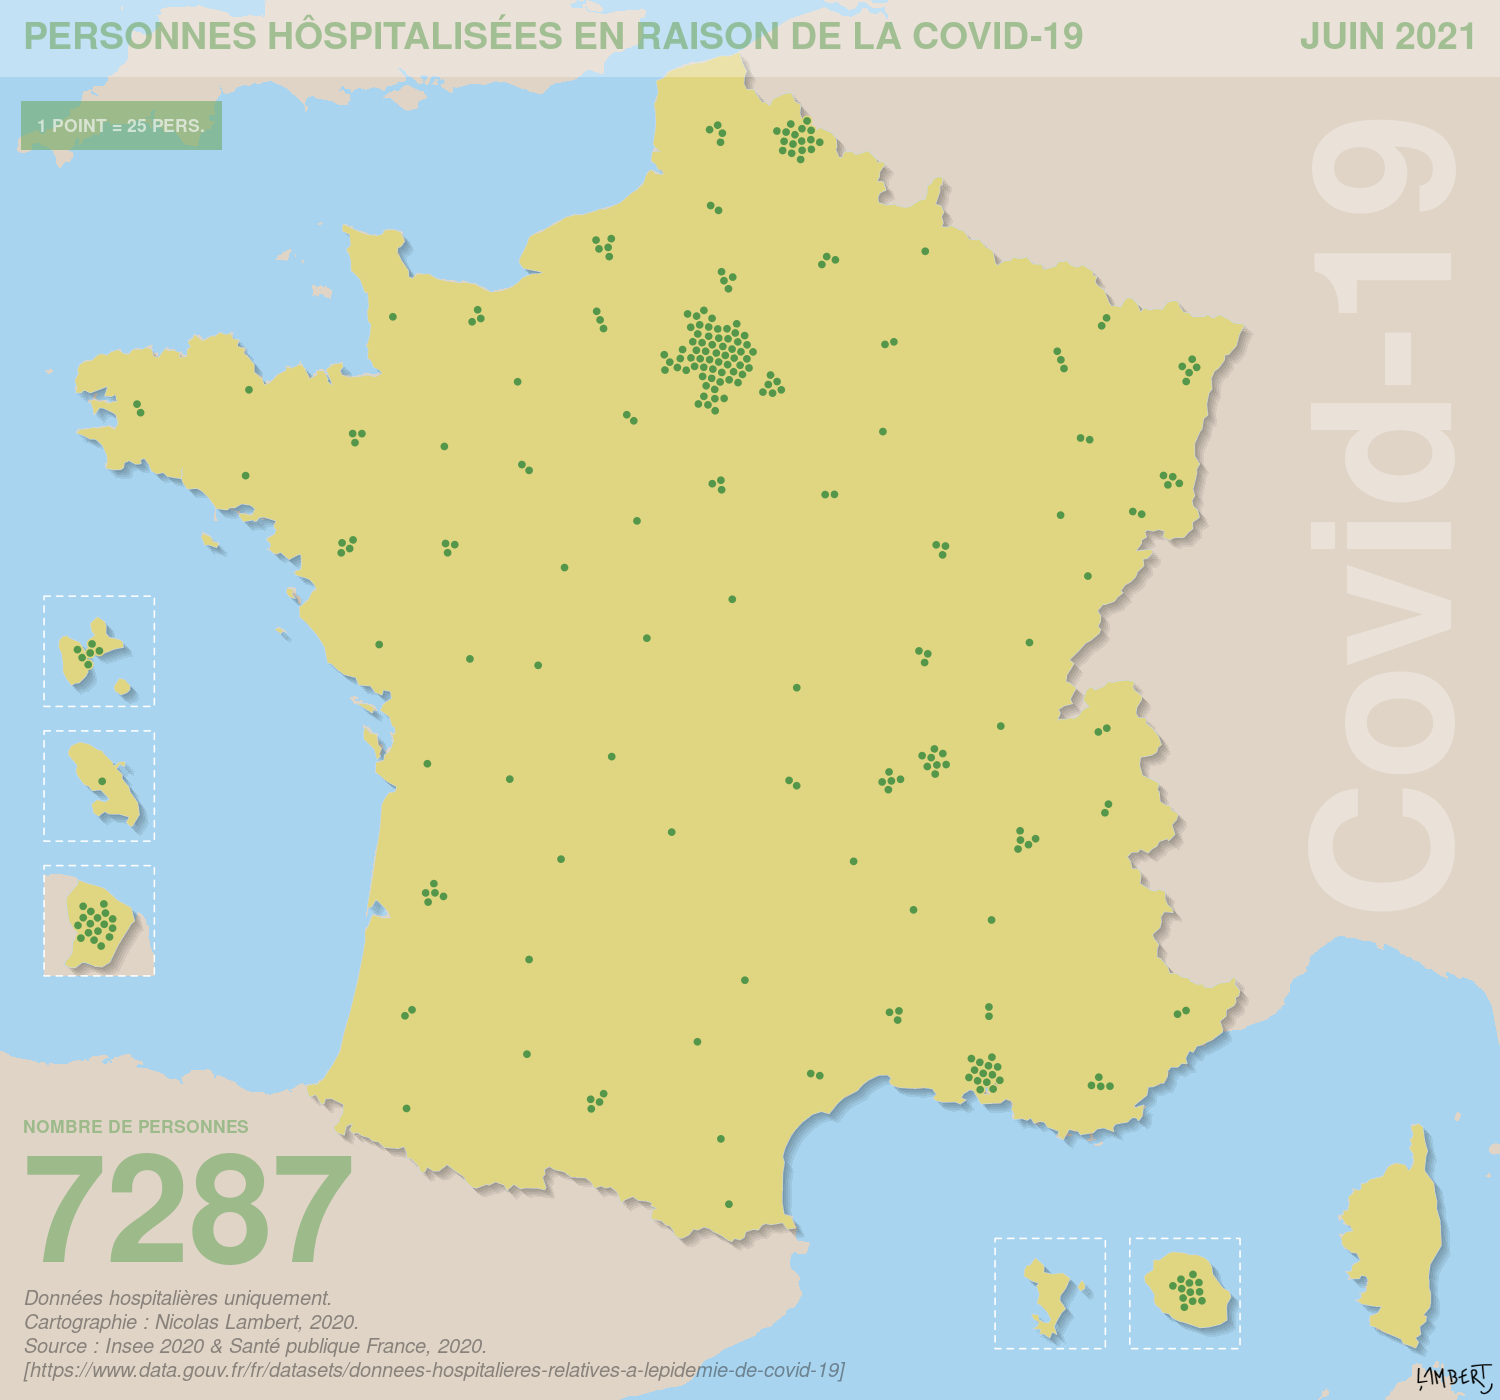 PERSONNES HÔSPITALISÉES EN RAISON DE LA COVID-19
JUIN 2021
1 POINT = 25 PERS.
Covid-19
NOMBRE DE PERSONNES
7287
Données hospitalières uniquement.
Cartographie : Nicolas Lambert, 2020.
Source : Insee 2020 & Santé publique France, 2020.
[https://www.data.gouv.fr/fr/datasets/donnees-hospitalieres-relatives-a-lepidemie-de-covid-19]
LAMBERT